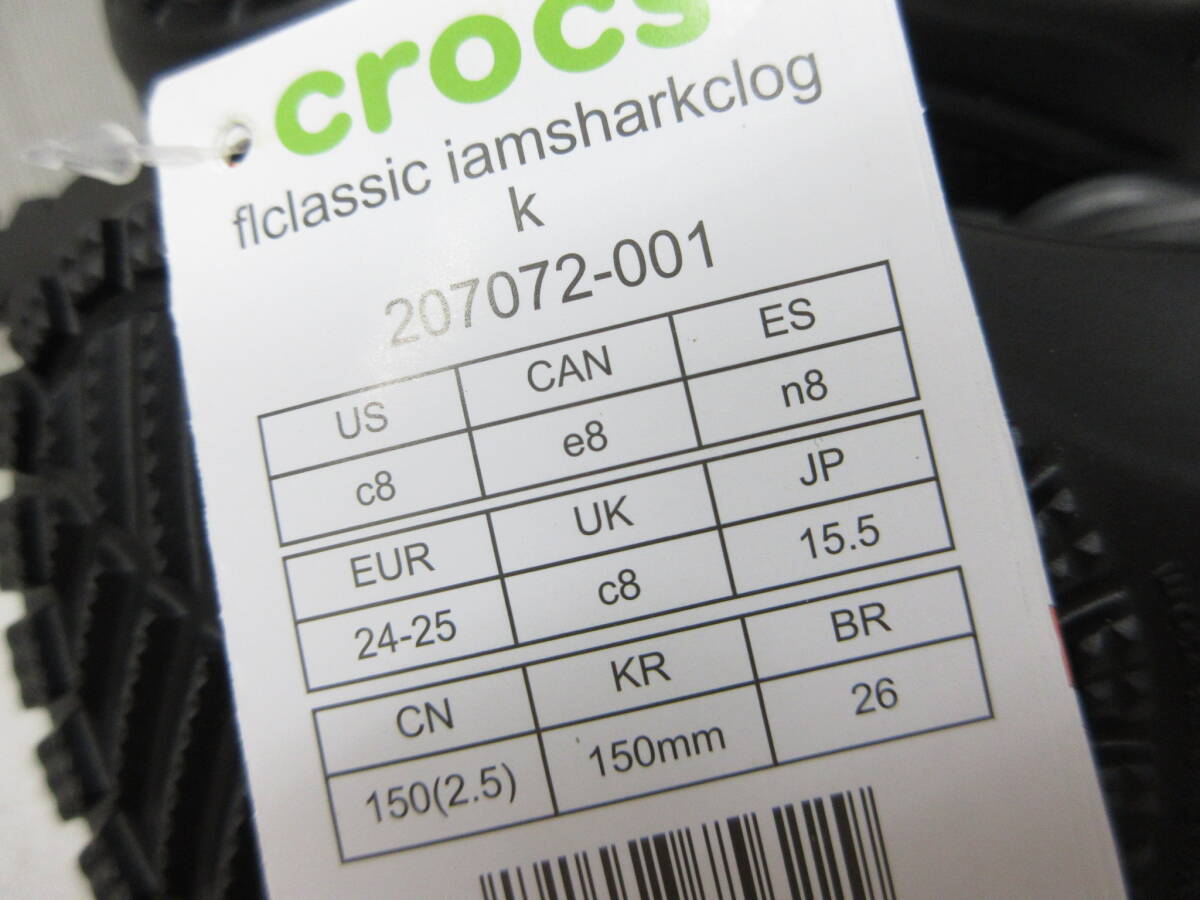 crocs
flclassic iamsharkclog
k
207072-001
US CAN ES
c8 e8 n8
EUR UK JP
24-25 c8 15.5
CN KR BR
150(2.5) 150mm 26